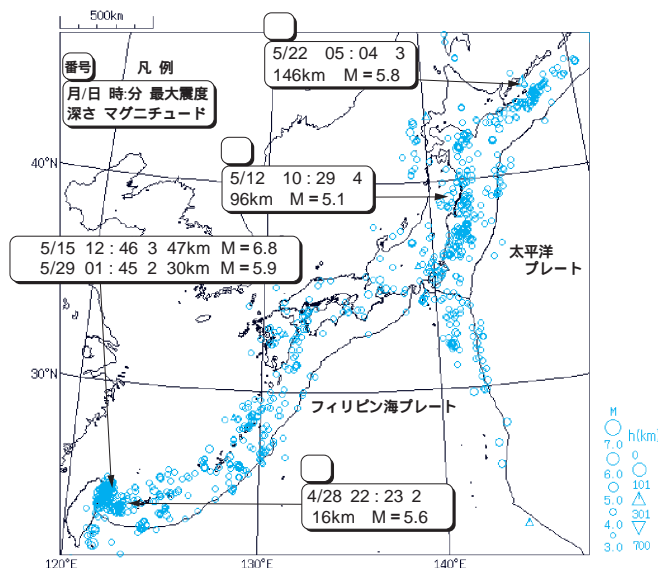 500km
5/22 05:04 3
146km M=5.8
番号 凡 例
月/日 時:分 最大震度
深さ マグニチュード
40°N
5/12 10:29 4
96km M=5.1
5/15 12:46 3 47km M=6.8
5/29 01:45 2 30km M=5.9
太平洋
プレート
30°N
フィリピン海プレート
4/28 22:23 2
16km M=5.6
120°E
130°E
140°E
M
7.0
6.0
5.0
4.0
3.0
h(km)
0
101
301
700